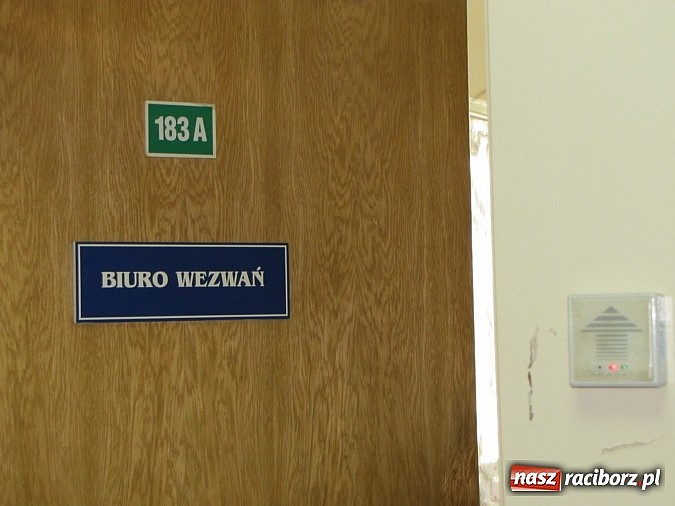 183 A
BIURO WEZWAŃ
nasz raciborz.pl